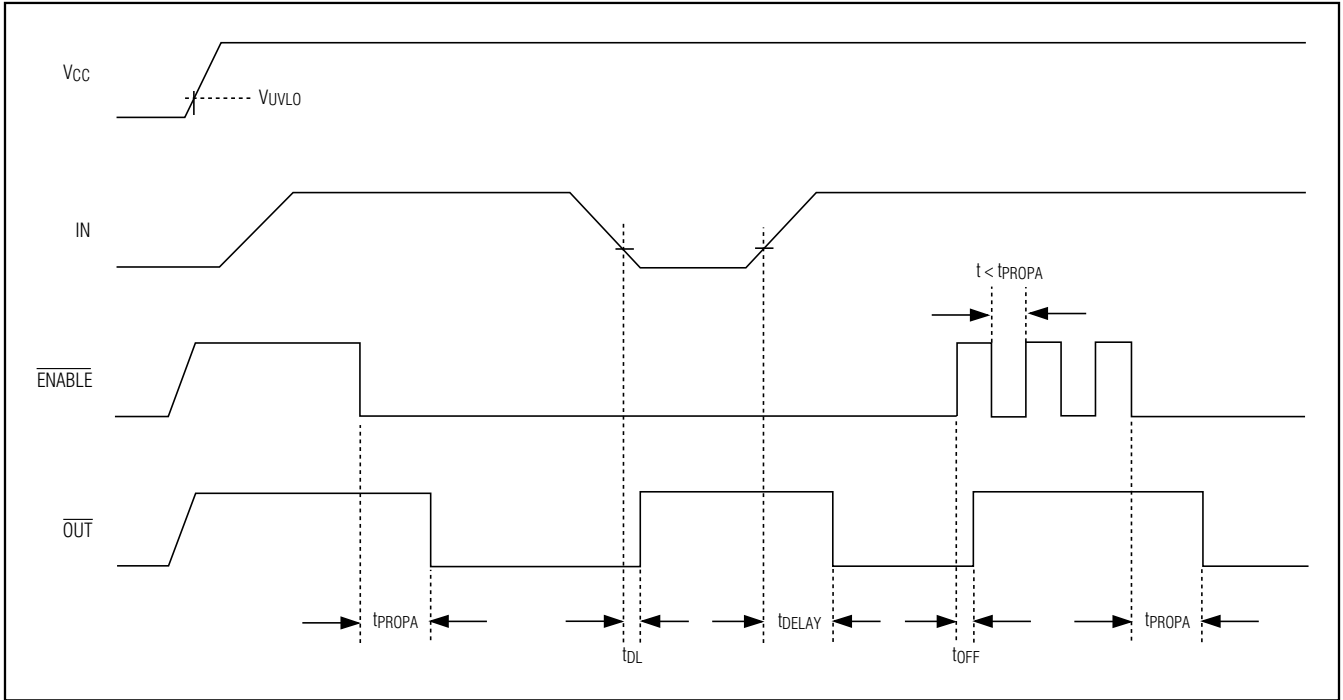 VCC
VUVLO
IN
t < tPROPA
ENABLE
OUT
tPROPA
tDL
tDELAY
tOFF
tPROPA